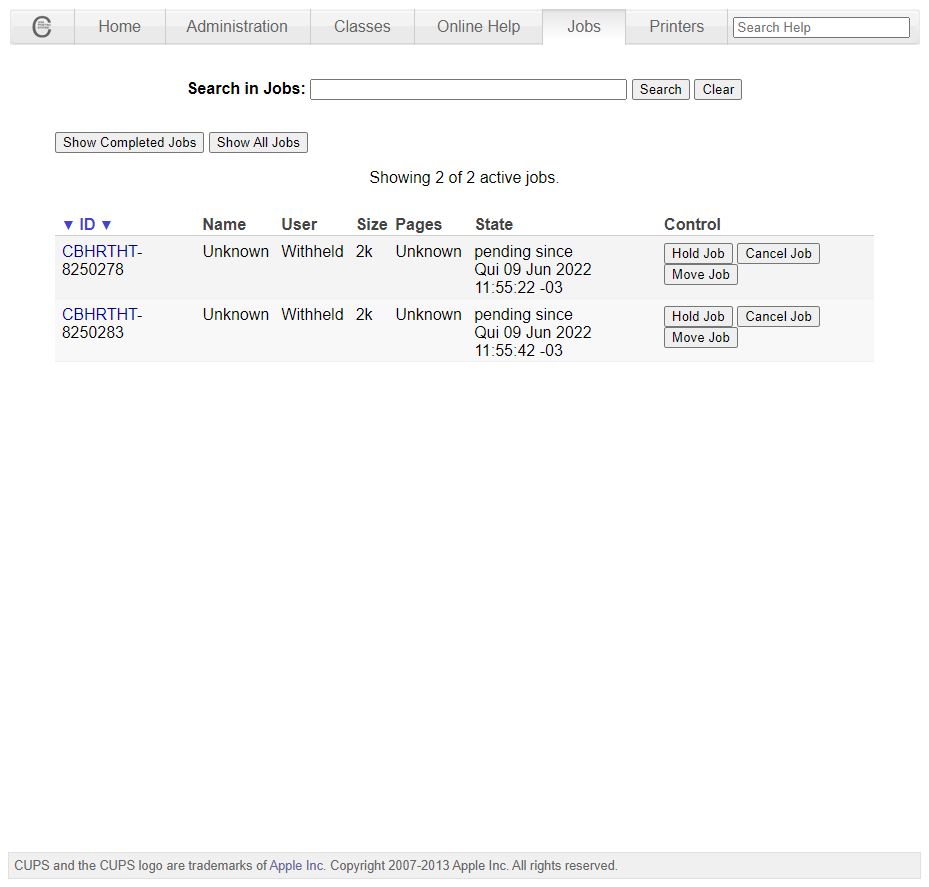 Home Administration Classes Online Help Jobs Printers Search Help
Search in Jobs: Search Clear
Show Completed Jobs Show All Jobs
Showing 2 of 2 active jobs.
▼ ID ▼ Name User Size Pages State Control
CBHRTHT- Unknown Withheld 2k Unknown pending since Hold Job Cancel Job
8250278 Qui 09 Jun 2022 Move Job
11:55:22 -03
CBHRTHT- Unknown Withheld 2k Unknown pending since Hold Job Cancel Job
8250283 Qui 09 Jun 2022 Move Job
11:55:42 -03
CUPS and the CUPS logo are trademarks of Apple Inc. Copyright 2007-2013 Apple Inc. All rights reserved.